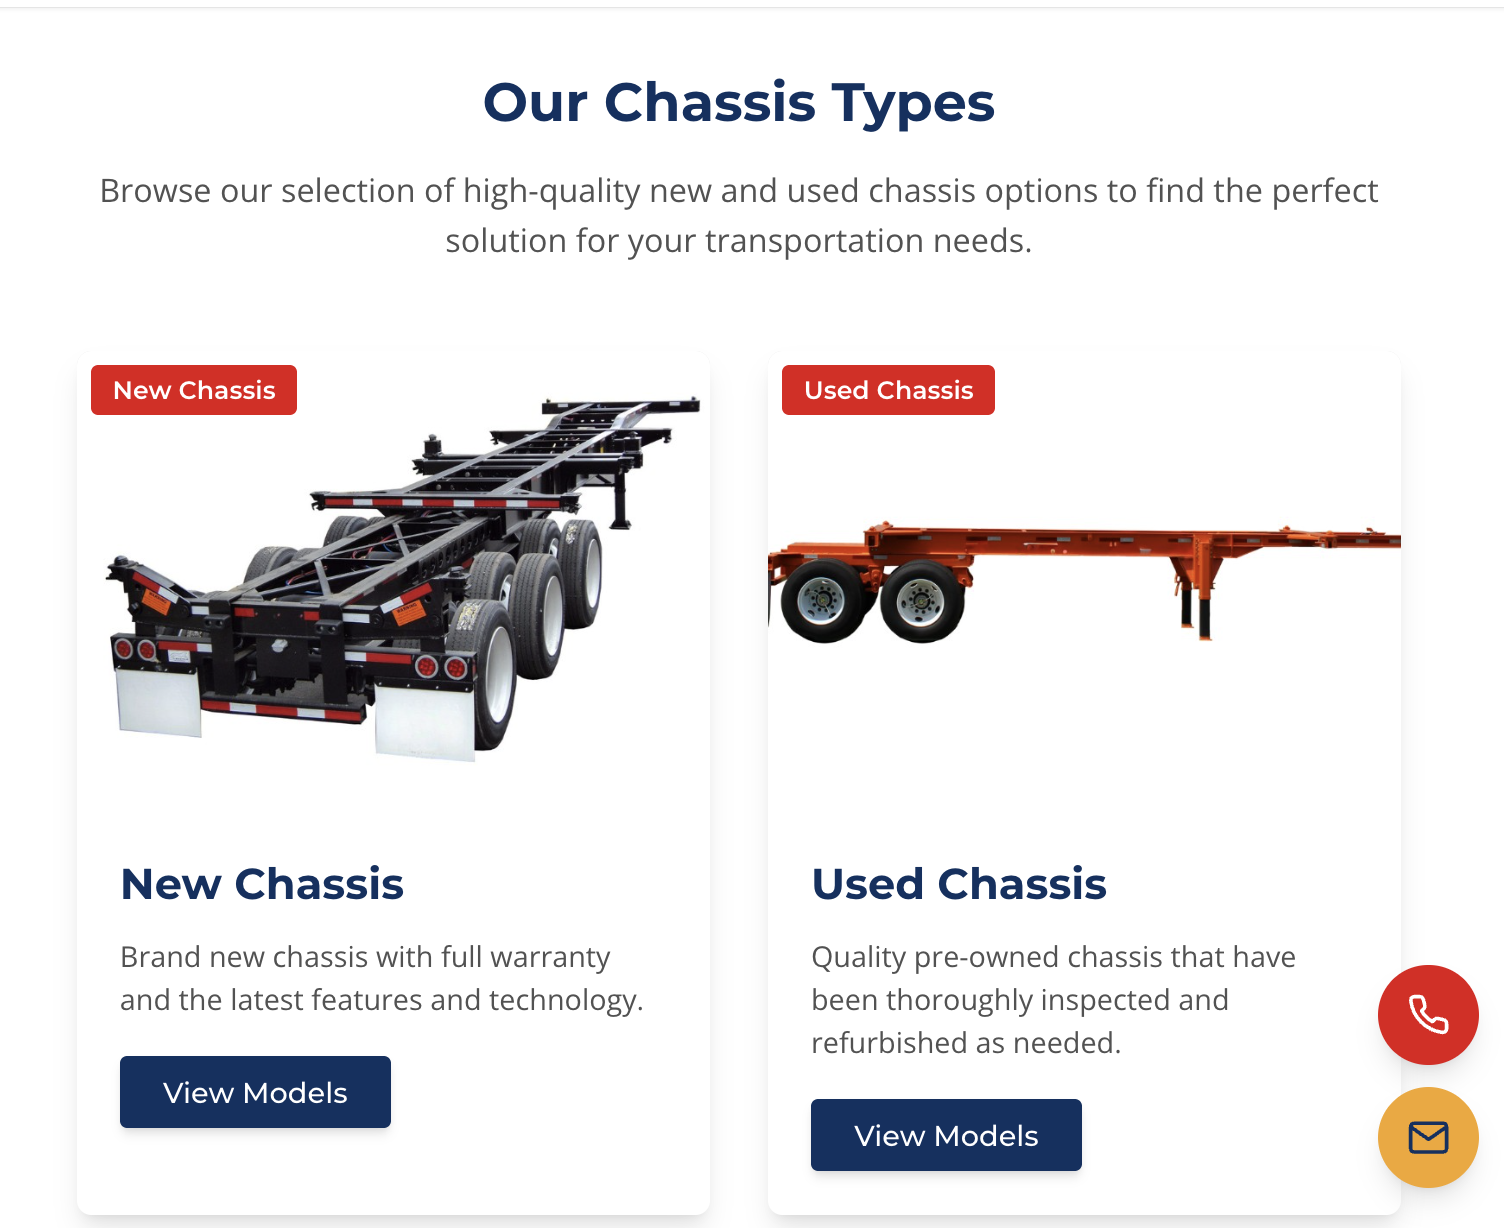 Our Chassis Types
Browse our selection of high-quality new and used chassis options to find the perfect
solution for your transportation needs.
New Chassis
New Chassis
Brand new chassis with full warranty
and the latest features and technology.
View Models
Used Chassis
Used Chassis
Quality pre-owned chassis that have
been thoroughly inspected and
refurbished as needed.
View Models